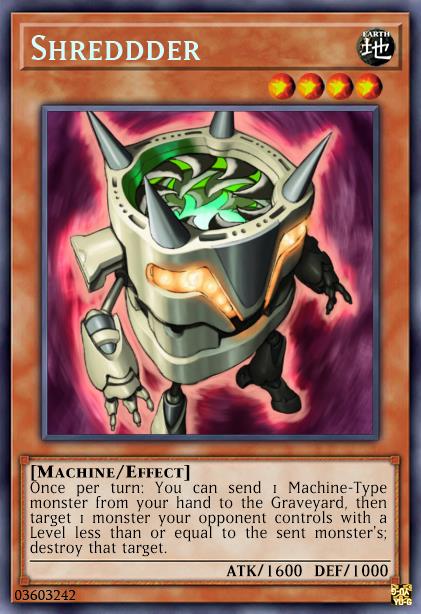 SHREDDDER
EARTH
地
[MACHINE/EFFECT]
Once per turn: You can send 1 Machine-Type
monster from your hand to the Graveyard, then
target 1 monster your opponent controls with a
Level less than or equal to the sent monster's;
destroy that target.
ATK/1600 DEF/1000
03603242